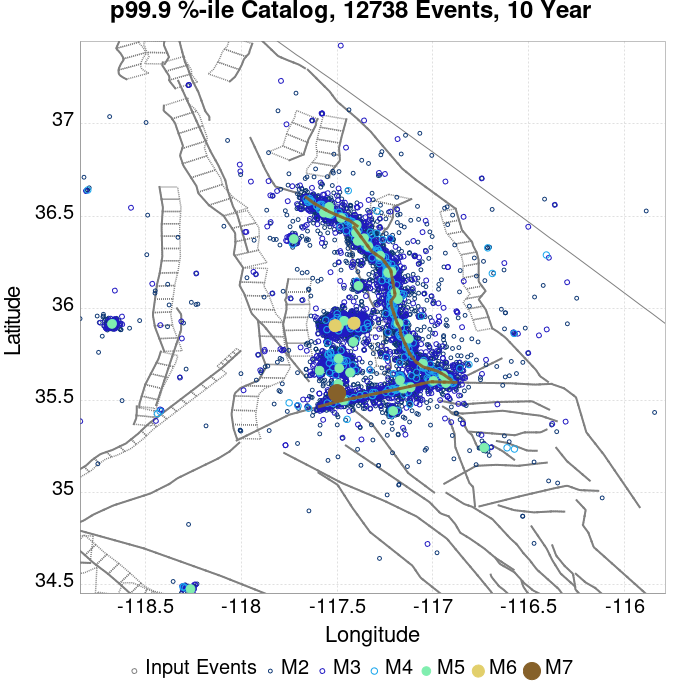 p99.9 %-ile Catalog, 12738 Events, 10 Year
37
36.5
36
35.5
35
34.5
Latitude
-118.5 -118 -117.5 -117 -116.5 -116
Longitude
Input Events M2 M3 M4 M5 M6 M7